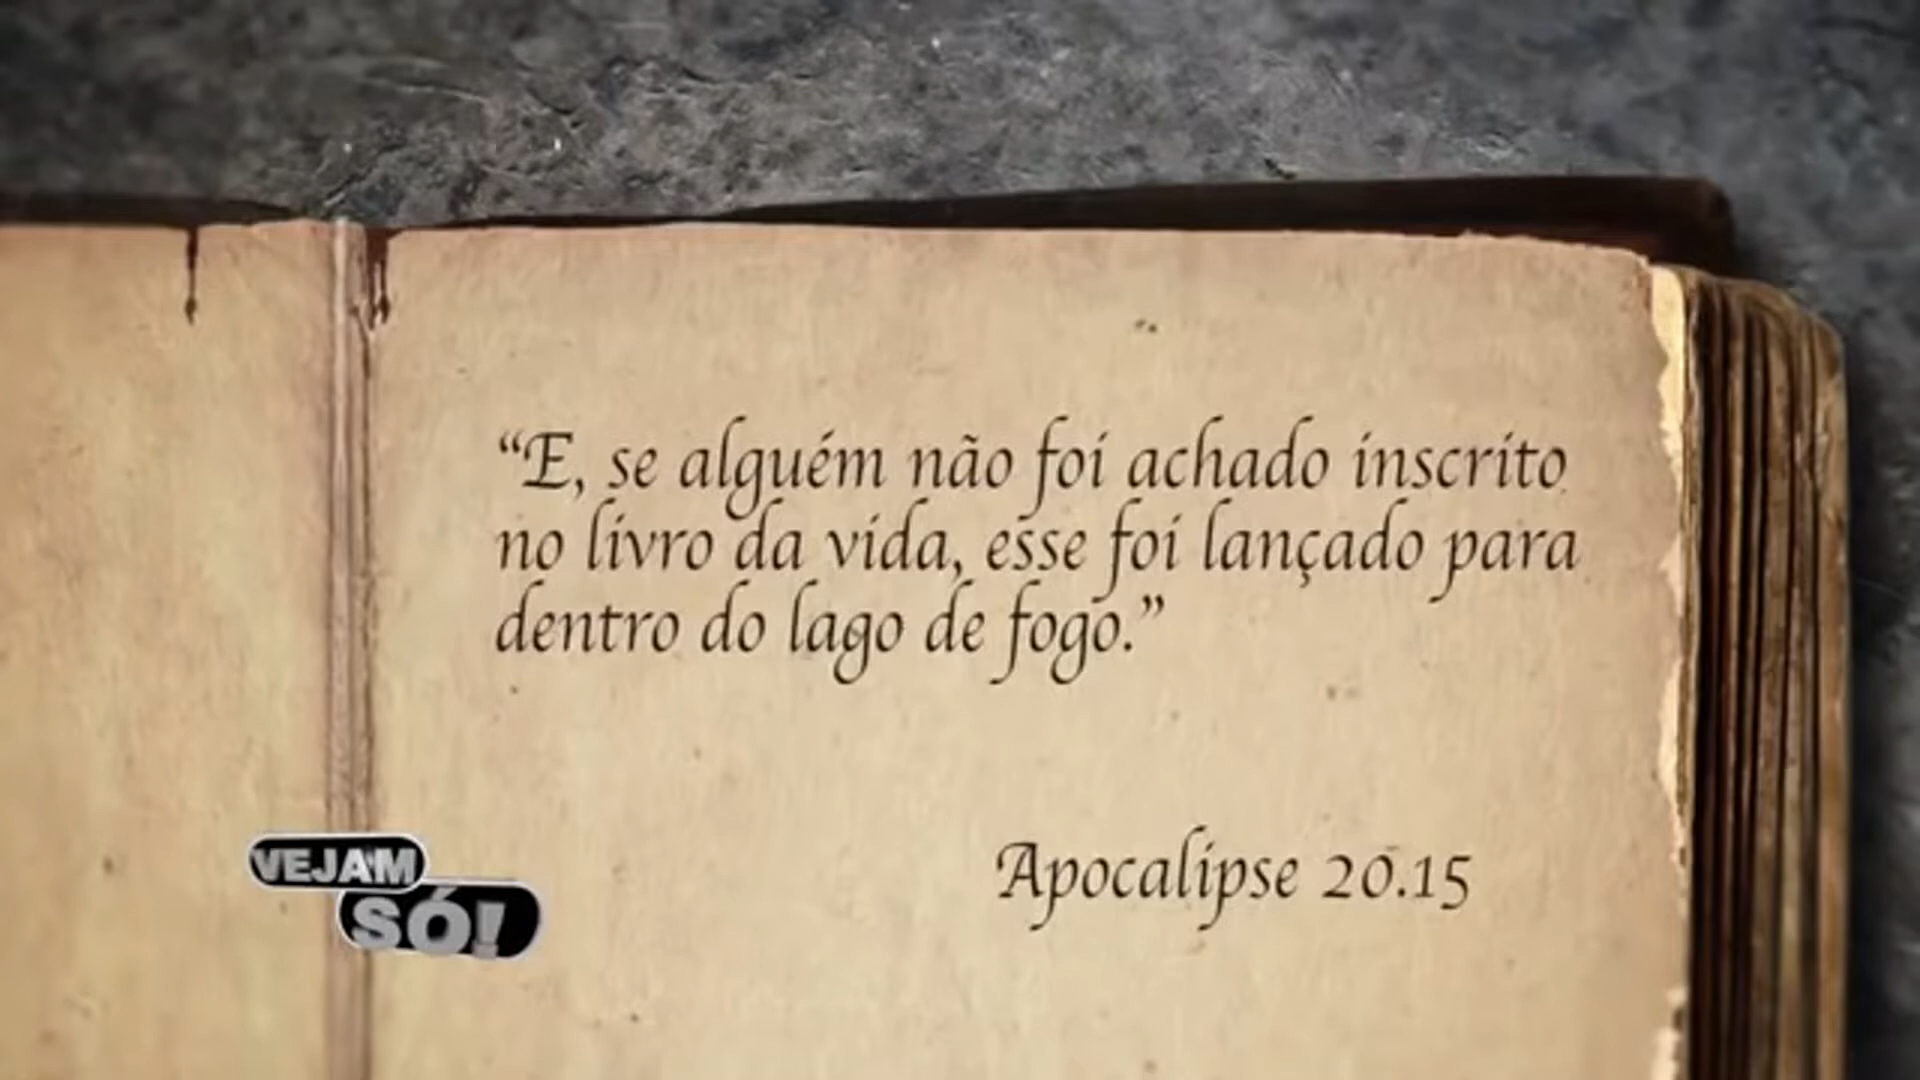 “E, se alguém não foi achado inscrito
no livro da vida, esse foi lançado para
dentro do lago de fogo.”
Apocalipse 20.15
VEJAM
SÓ!